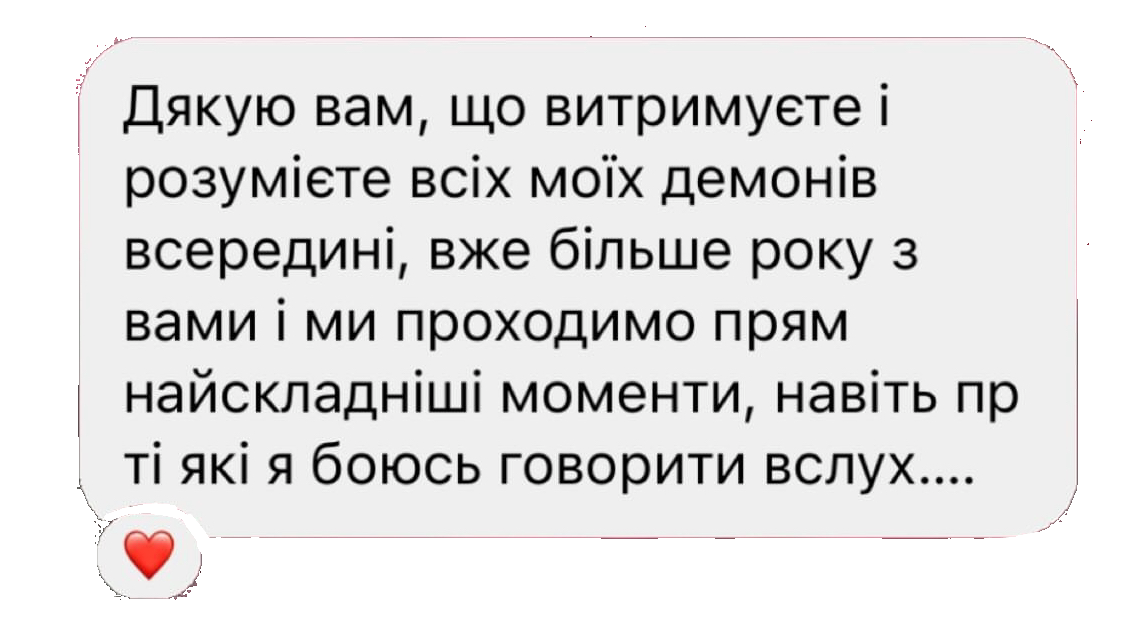 Дякую вам, що витримуєте і
розумієте всіх моїх демонів
всередині, вже більше року з
вами і ми проходимо прям
найскладніші моменти, навіть пр
ті які я боюсь говорити вслух....